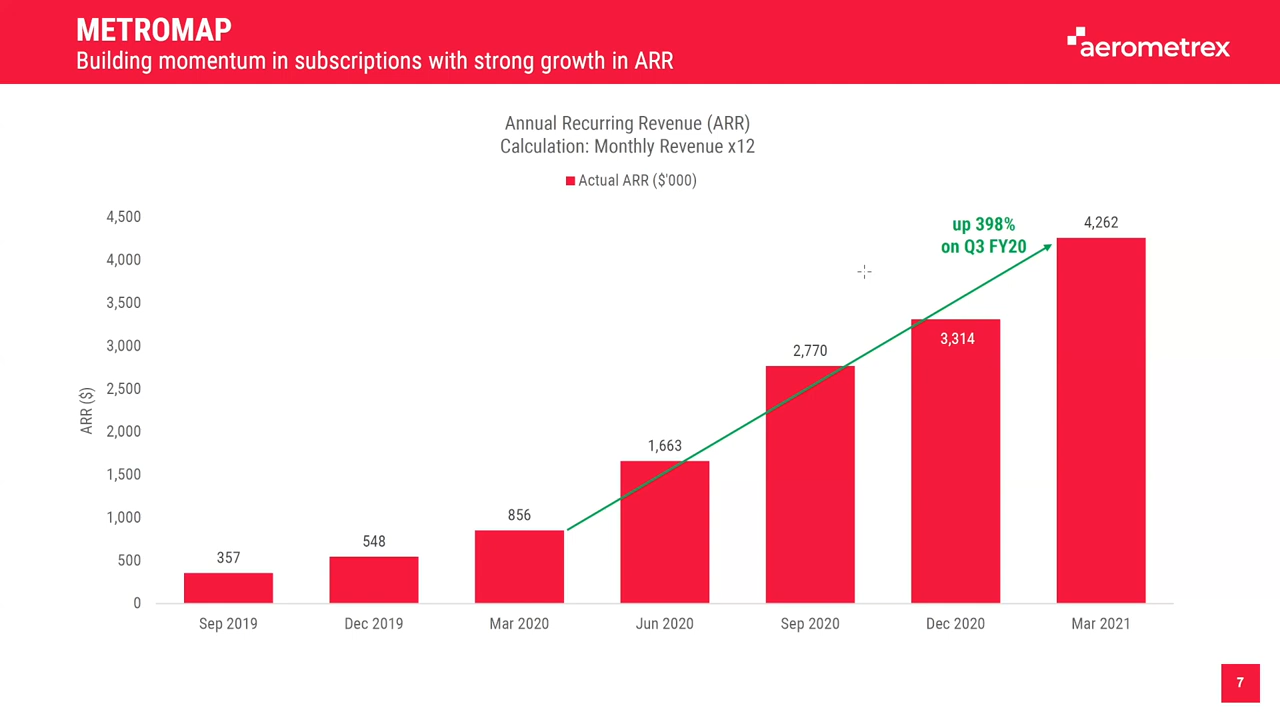 METROMAP
Building momentum in subscriptions with strong growth in ARR
aerometrex
Annual Recurring Revenue (ARR)
Calculation: Monthly Revenue x12
Actual ARR ($'000)
ARR ($)
4,500
4,000
3,500
3,000
2,500
2,000
1,500
1,000
500
0
357
548
856
1,663
2,770
3,314
4,262
up 398%
on Q3 FY20
Sep 2019
Dec 2019
Mar 2020
Jun 2020
Sep 2020
Dec 2020
Mar 2021
7